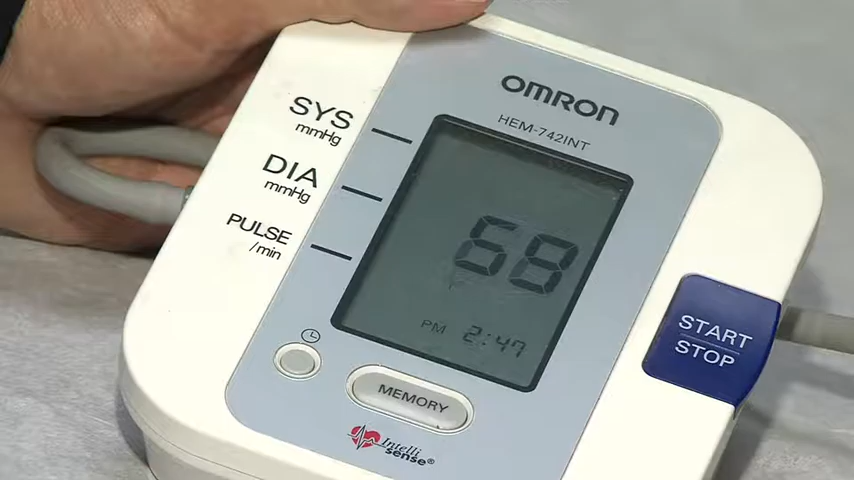 OMRON
HEM-742INT
SYS
mmHg
DIA
mmHg
PULSE
/min
68
PM 2:47
START
STOP
MEMORY
Intelli
sense®